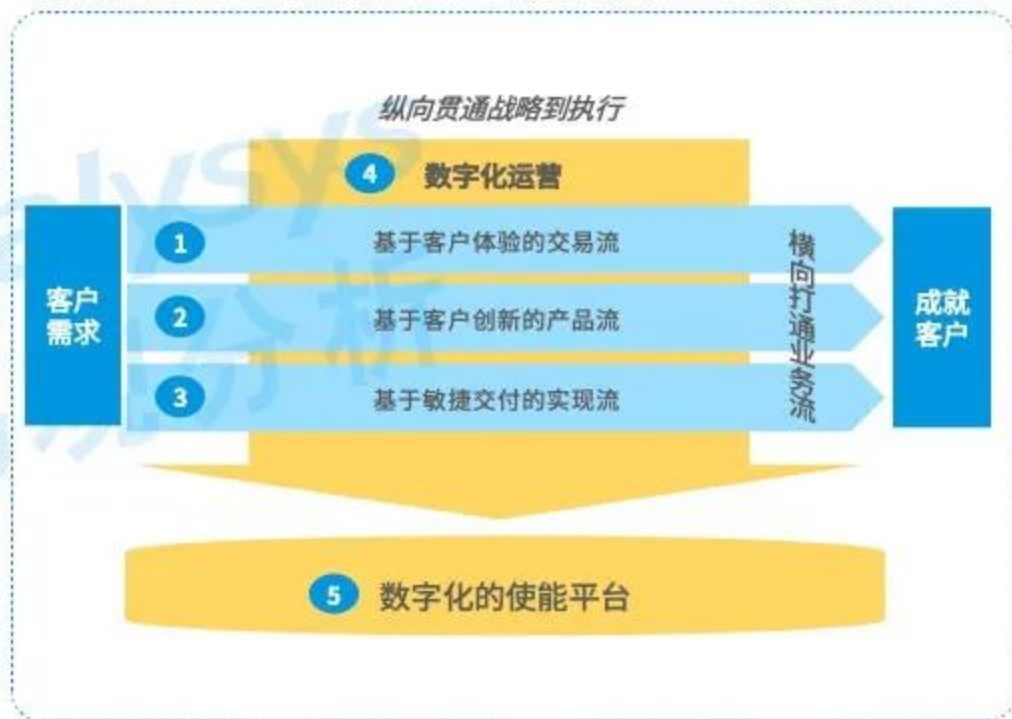 纵向贯通战略到执行
4 数字化运营
客户
需求
1 基于客户体验的交易流
2 基于客户创新的产品流
3 基于敏捷交付的实现流
横向打通业务流
成就
客户
5 数字化的使能平台
分析